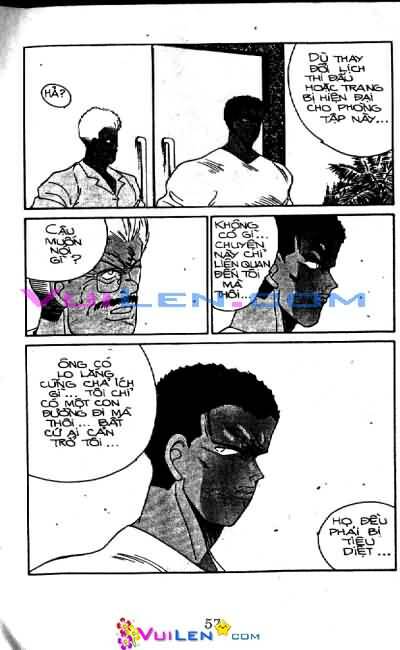 DÙ THAY
ĐỔI LỊCH
THI ĐẤU
HOẶC TRANG
BỊ HIỆN ĐẠI
CHO PHÒNG
TẬP NÀY...
HẢ?
CẬU
MUỐN
NÓI
GÌ?
KHÔNG
CÓ GÌ...
CHUYỆN
NÀY CHỈ
LIÊN QUAN
ĐẾN TÔI
MÀ
THÔI...
VUILEN.COM
ÔNG CÓ
LO LẮNG
CŨNG CHẢ ÍCH
GÌ... TÔI CHỈ
CÓ MỘT CON
ĐƯỜNG ĐI MÀ
THÔI... BẤT
CỨ AI CẢN
TRỞ TÔI...
HỌ ĐỀU
PHẢI BỊ
TIÊU
DIỆT...
57
VUILEN.COM